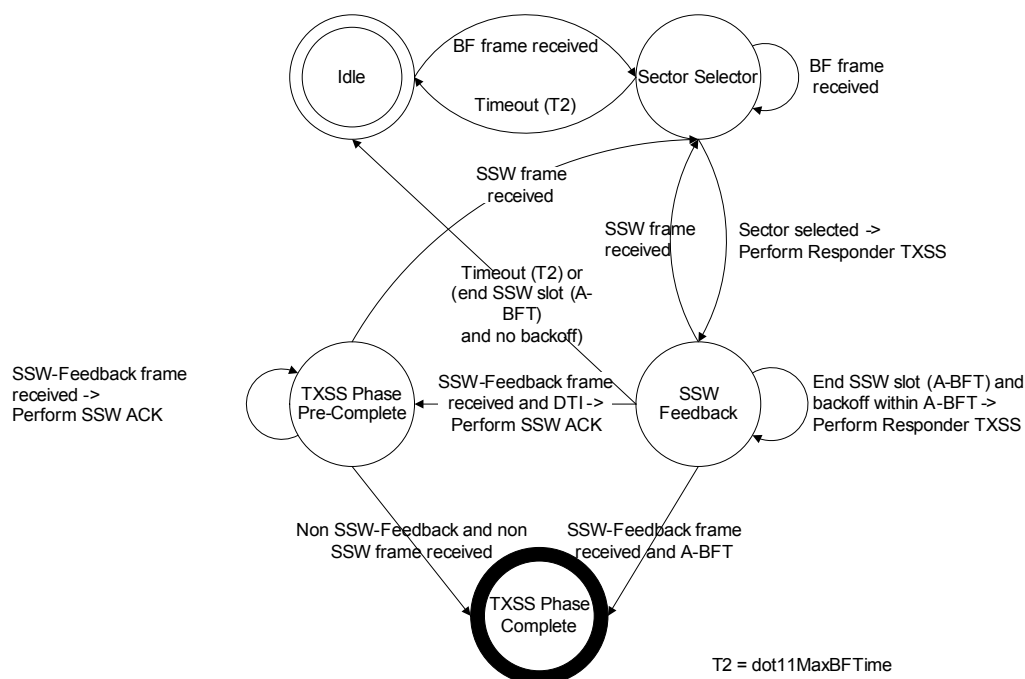 BF frame received
Idle
Sector Selector
BF frame
received
Timeout (T2)
SSW frame
received
SSW frame
received
Sector selected ->
Perform Responder TXSS
Timeout (T2) or
(end SSW slot (A-
BFT)
and no backoff)
SSW-Feedback frame
received ->
Perform SSW ACK
TXSS Phase
Pre-Complete
SSW-Feedback frame
received and DTI ->
Perform SSW ACK
SSW
Feedback
End SSW slot (A-BFT) and
backoff within A-BFT ->
Perform Responder TXSS
Non SSW-Feedback and non
SSW frame received
SSW-Feedback frame
received and A-BFT
TXSS Phase
Complete
T2 = dot11MaxBFTime